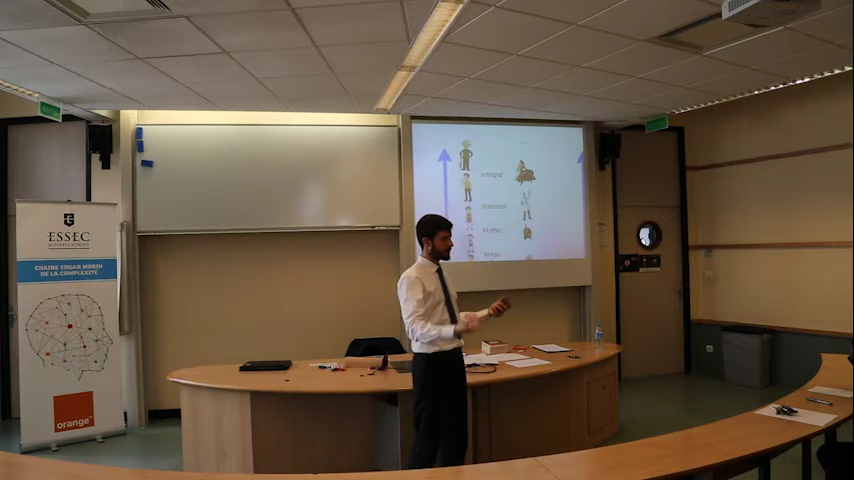 ESSEC
BUSINESS SCHOOL
CHAIRE EDGAR MORIN
DE LA COMPLEXITÉ
orange
Integral
Rational
Mythic
Magic